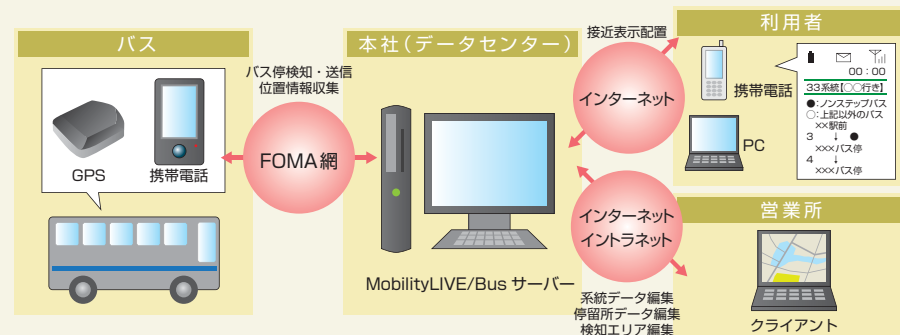 バス
GPS
携帯電話
バス停検知・送信
位置情報収集
FOMA網
本社(データセンター)
MobilityLIVE/Bus サーバー
接近表示配置
インターネット
インターネット
イントラネット
系統データ編集
停留所データ編集
検知エリア編集
利用者
携帯電話
PC
00:00
33系統【○○行き】
●:ノンステップバス
○:上記以外のバス
××駅前
3 ↓ ●
×××バス停
4 ↓
×××バス停
営業所
クライアント